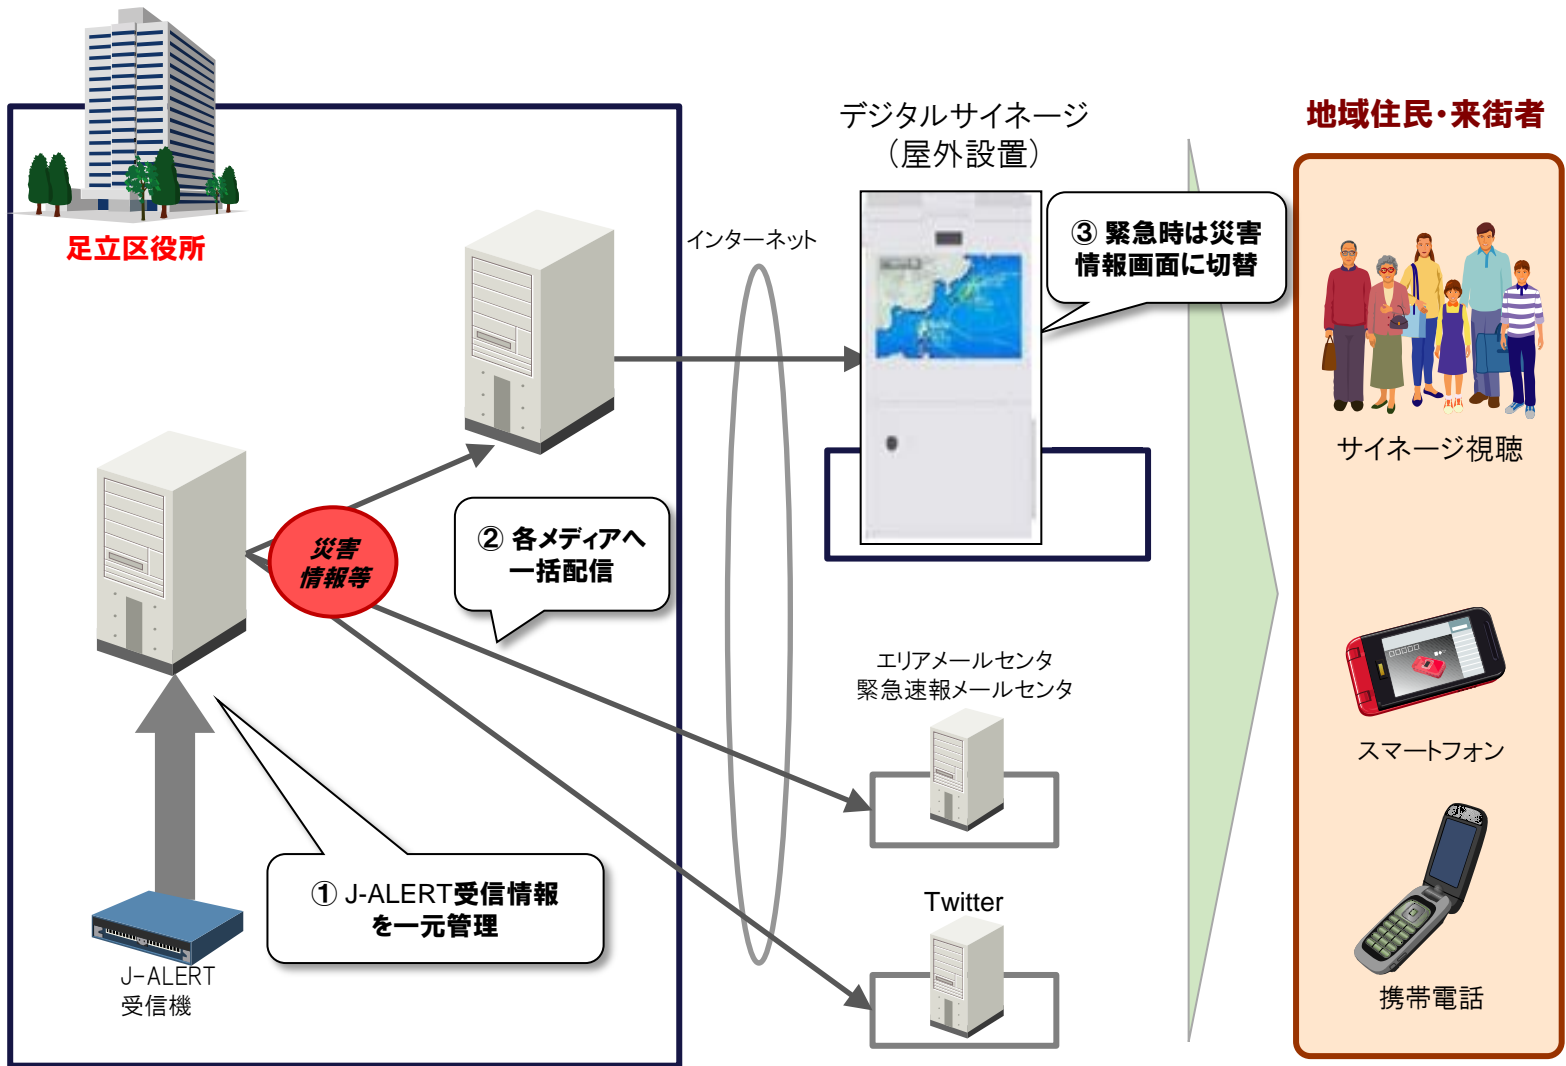 足立区役所
インターネット
デジタルサイネージ
（屋外設置）
地域住民・来街者
③ 緊急時は災害
情報画面に切替
サイネージ視聴
災害
情報等
② 各メディアへ
一括配信
エリアメールセンタ
緊急速報メールセンタ
スマートフォン
① J-ALERT受信情報
を一元管理
Twitter
J-ALERT
受信機
携帯電話